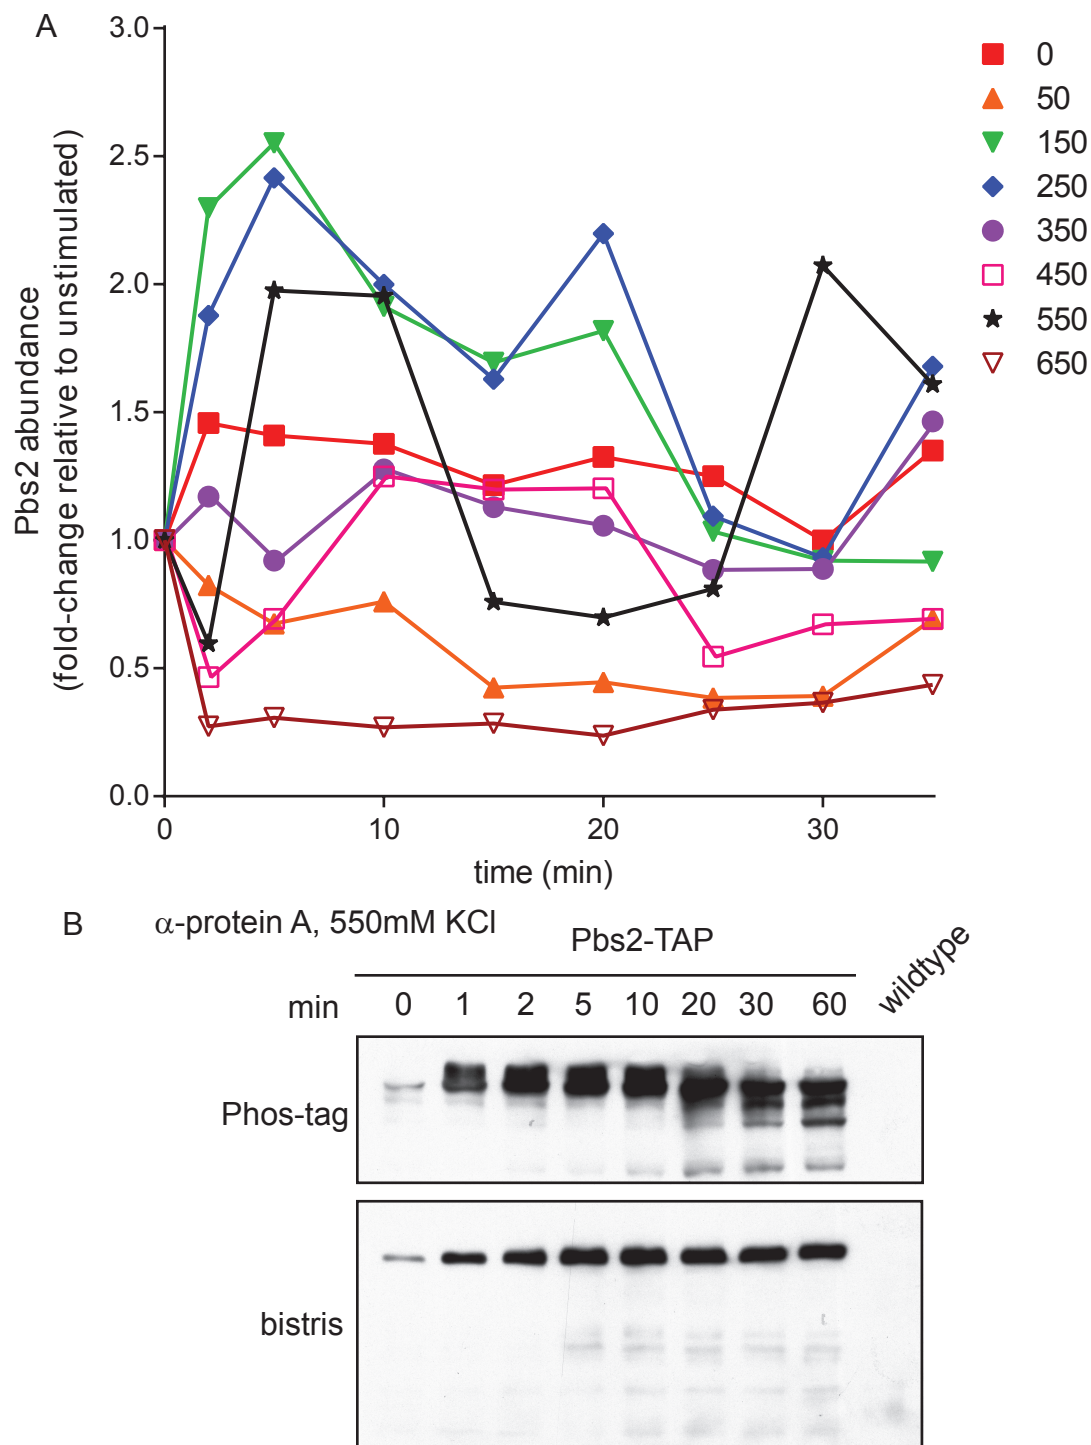 A
3.0
2.5
2.0
1.5
1.0
0.5
0.0
0 10 20 30
time (min)
Pbs2 abundance
(fold-change relative to unstimulated)
0
50
150
250
350
450
550
650
B α-protein A, 550mM KCl
Pbs2-TAP
wildtype
min 0 1 2 5 10 20 30 60
Phos-tag
bistris